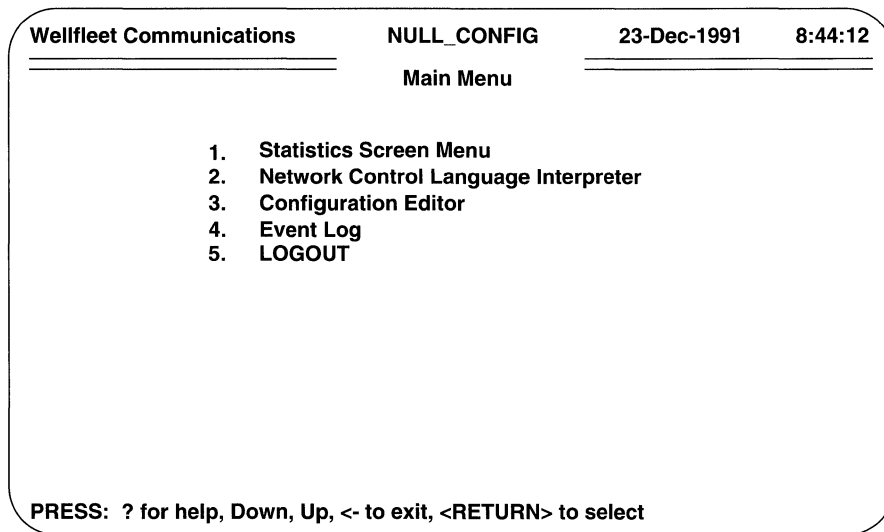 Wellfleet Communications NULL_CONFIG 23-Dec-1991 8:44:12
Main Menu
1. Statistics Screen Menu
2. Network Control Language Interpreter
3. Configuration Editor
4. Event Log
5. LOGOUT
PRESS: ? for help, Down, Up, <- to exit, <RETURN> to select